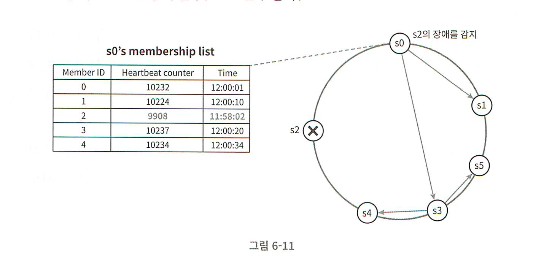 s0's membership list
Member ID Heartbeat counter Time
0 10232 12:00:01
1 10224 12:00:10
2 9908 11:58:02
3 10237 12:00:20
4 10234 12:00:34
s0
s2의 장애를 감지
s1
s2
s5
s4
s3
그림 6-11